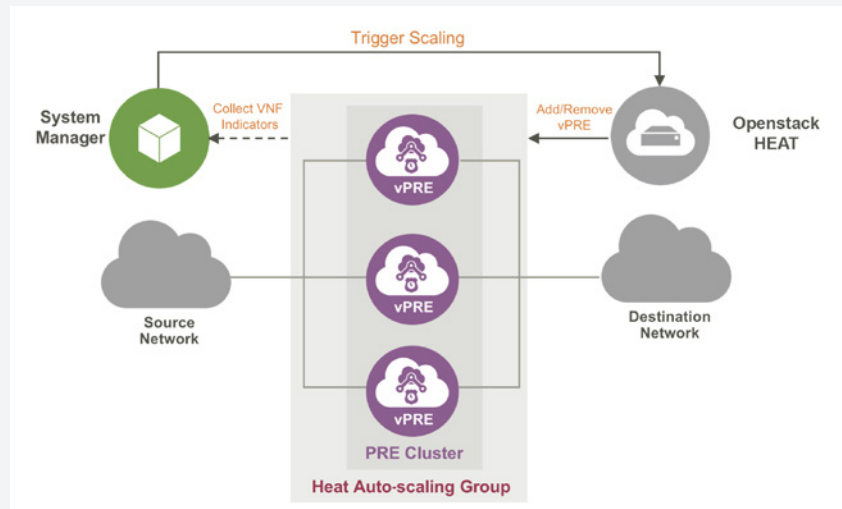 Trigger Scaling
System
Manager
Collect VNF
Indicators
Add/Remove
vPRE
Openstack
HEAT
vPRE
vPRE
vPRE
Source
Network
Destination
Network
PRE Cluster
Heat Auto-scaling Group